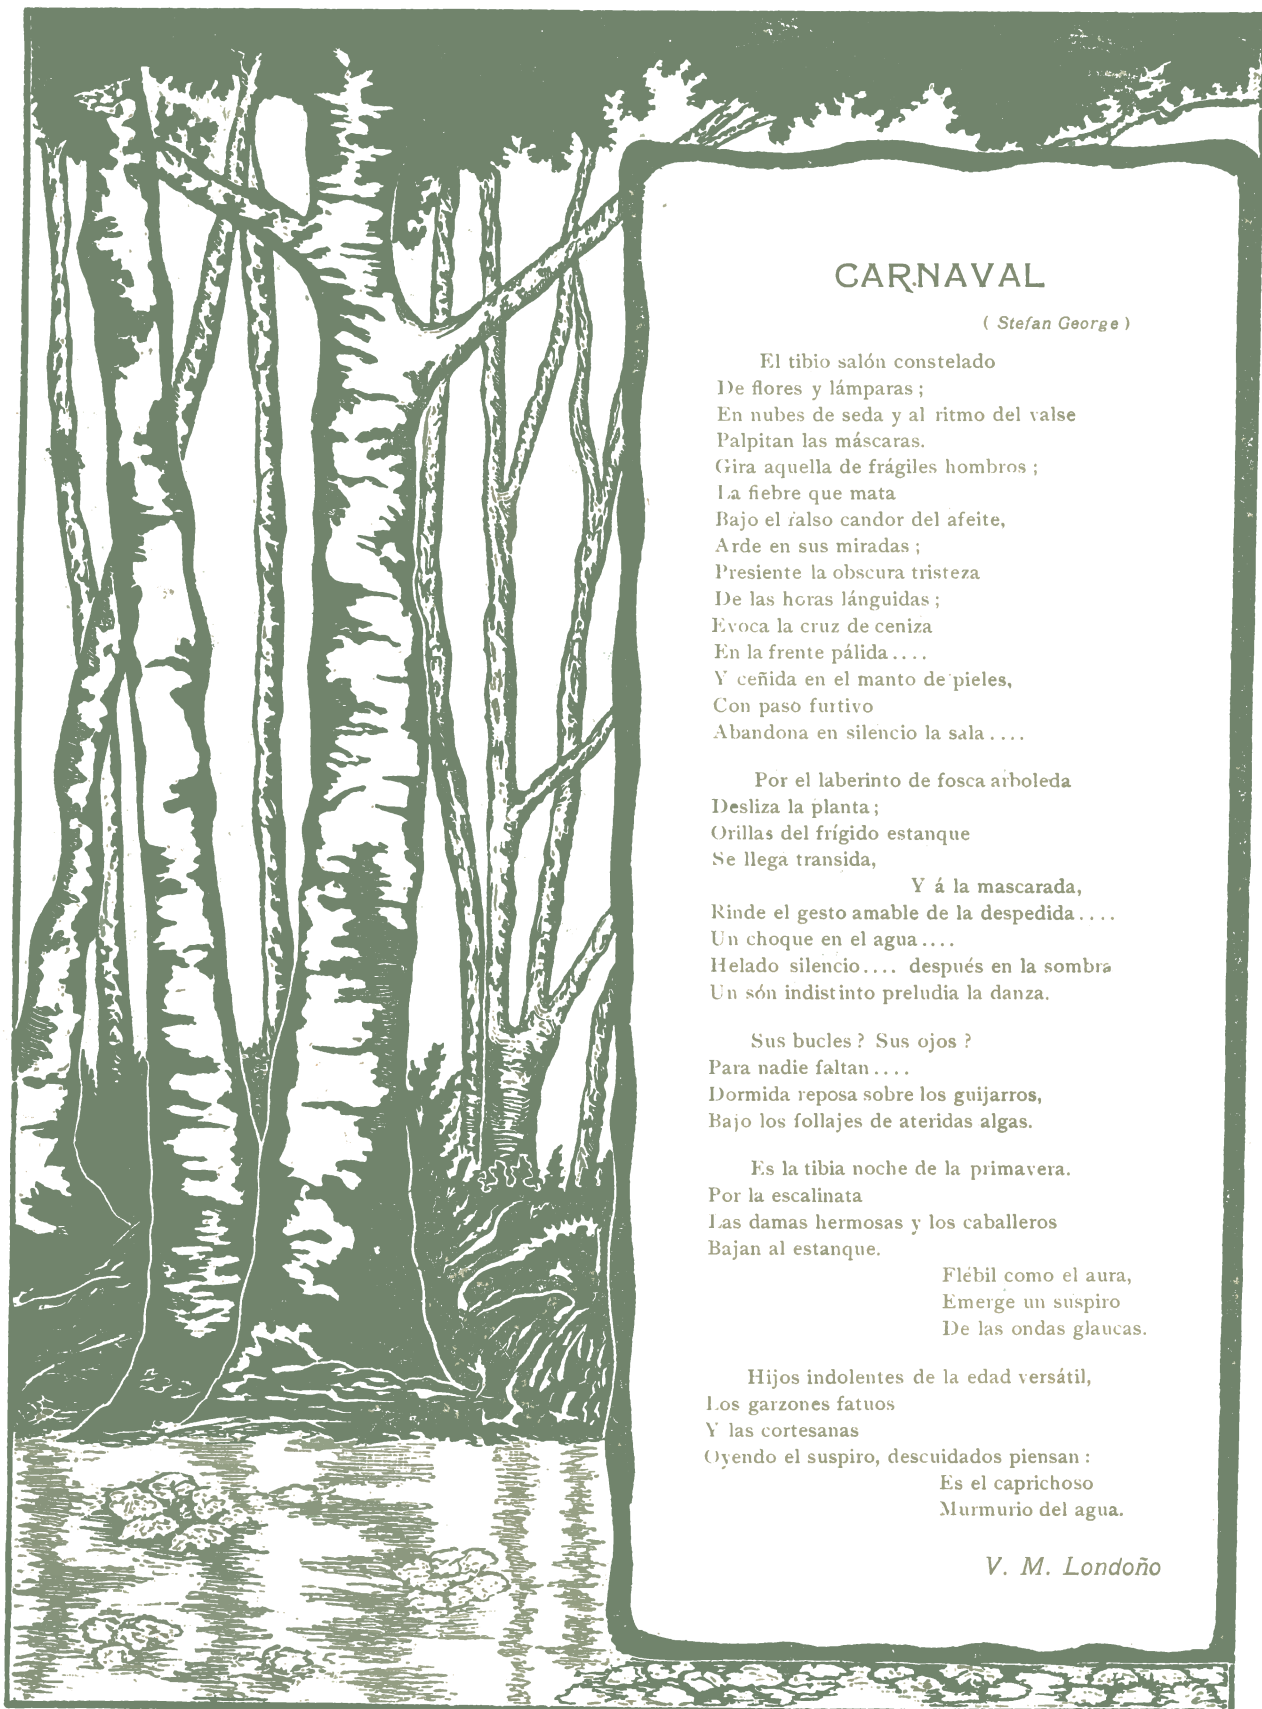 CARNAVAL
( Stefan George )
El tibio salón constelado
De flores y lámparas ;
En nubes de seda y al ritmo del valse
Palpitan las máscaras.
Gira aquella de frágiles hombros ;
La fiebre que mata
Bajo el falso candor del afeite,
Arde en sus miradas ;
Presiente la obscura tristeza
De las horas lánguidas ;
Evoca la cruz de ceniza
En la frente pálida....
Y ceñida en el manto de pieles,
Con paso furtivo
Abandona en silencio la sala....
Por el laberinto de fosca arboleda
Desliza la planta ;
Orillas del frígido estanque
Se llega transida,
Y á la mascarada,
Rinde el gesto amable de la despedida....
Un choque en el agua....
Helado silencio.... después en la sombra
Un són indistinto preludia la danza.
Sus bucles ? Sus ojos ?
Para nadie faltan....
Dormida reposa sobre los guijarros,
Bajo los follajes de ateridas algas.
Es la tibia noche de la primavera.
Por la escalinata
Las damas hermosas y los caballeros
Bajan al estanque.
Flébil como el aura,
Emerge un suspiro
De las ondas glaucas.
Hijos indolentes de la edad versátil,
Los garzones fatuos
Y las cortesanas
Oyendo el suspiro, descuidados piensan :
Es el caprichoso
Murmurio del agua.
V. M. Londoño